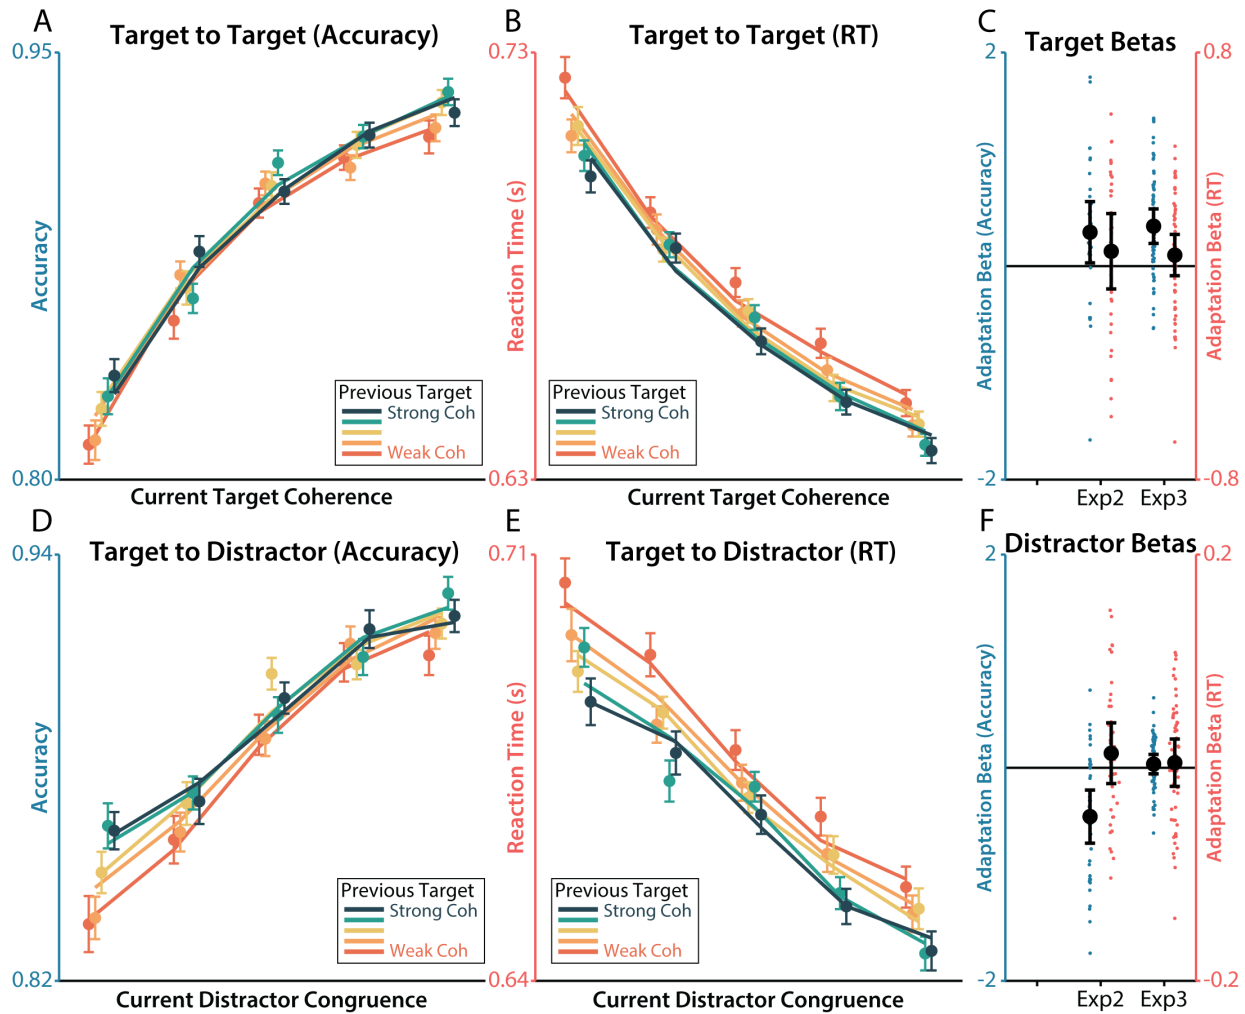 A
Target to Target (Accuracy)
0.95
Accuracy
Previous Target
Strong Coh
Weak Coh
0.80
Current Target Coherence
B
Target to Target (RT)
0.73
Reaction Time (s)
Previous Target
Strong Coh
Weak Coh
0.63
Current Target Coherence
C
Target Betas
2
0.8
Adaptation Beta (Accuracy)
Adaptation Beta (RT)
-2
-0.8
Exp2
Exp3
D
Target to Distractor (Accuracy)
0.94
Accuracy
Previous Target
Strong Coh
Weak Coh
0.82
Current Distractor Congruence
E
Target to Distractor (RT)
0.71
Reaction Time (s)
Previous Target
Strong Coh
Weak Coh
0.64
Current Distractor Congruence
F
Distractor Betas
2
0.2
Adaptation Beta (Accuracy)
Adaptation Beta (RT)
-2
-0.2
Exp2
Exp3